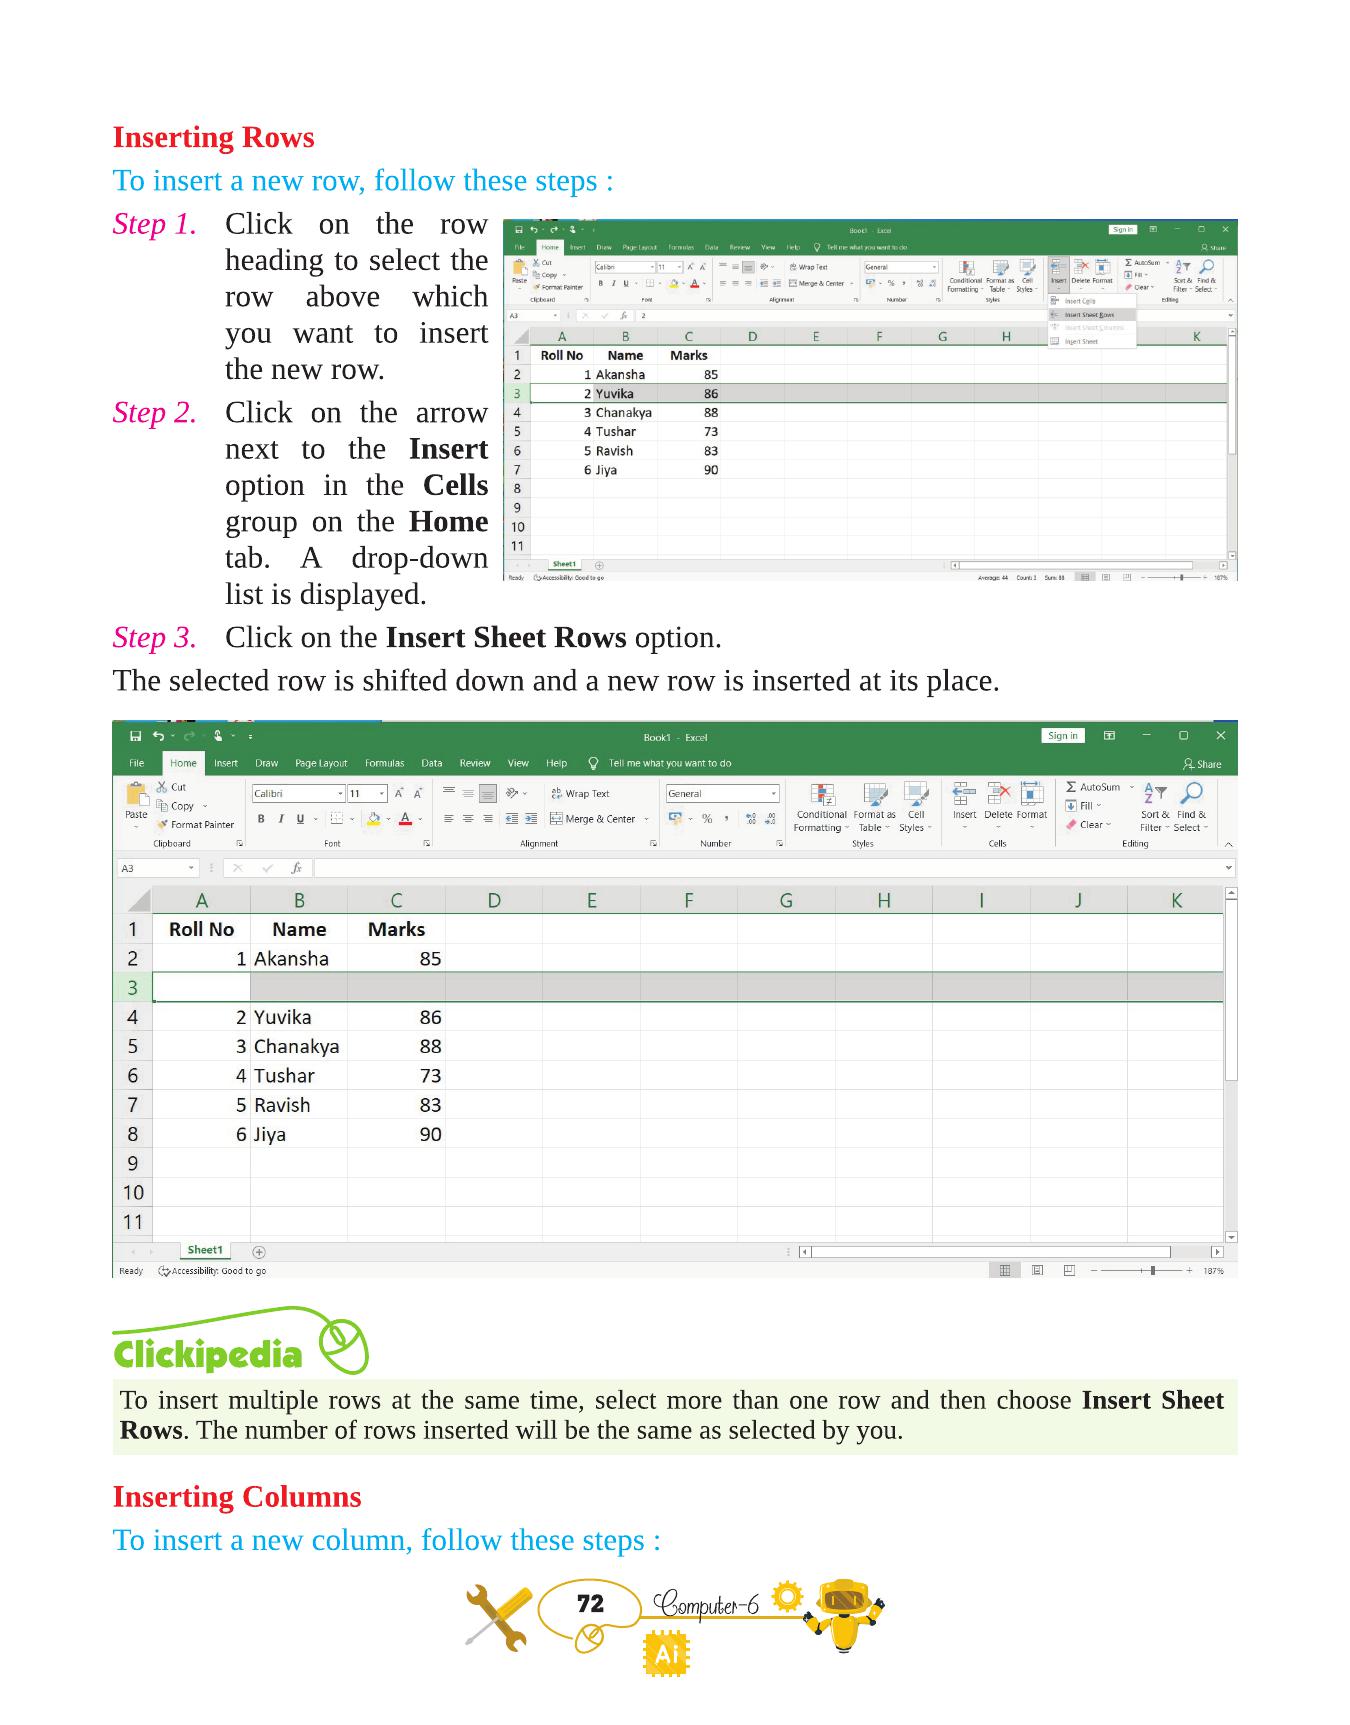 Inserting Rows
To insert a new row, follow these steps :
Step 1. Click on the row
heading to select the
row above which
you want to insert
the new row.
Step 2. Click on the arrow
next to the Insert
option in the Cells
group on the Home
tab. A drop-down
list is displayed.
Book1 - Excel
Sign in
File Home Insert Draw Page Layout Formulas Data Review View Help Tell me what you want to do Share
Cut Calibri 11 Wrap Text General AutoSum
Paste Copy Conditional Format as Cell Insert Delete Format Fill Sort & Find &
Format Painter B I U Merge & Center % Formatting Table Styles Clear Filter Select
Clipboard Font Alignment Number Styles Editing
Insert Cells
Insert Sheet Rows
Insert Sheet Columns
Insert Sheet
A3 fx 2
A B C D E F G H K
1 Roll No Name Marks
2 1 Akansha 85
3 2 Yuvika 86
4 3 Chanakya 88
5 4 Tushar 73
6 5 Ravish 83
7 6 Jiya 90
8
9
10
11
Sheet1
Ready Accessibility: Good to go Average: 44 Count: 3 Sum: 88 187%
Step 3. Click on the Insert Sheet Rows option.
The selected row is shifted down and a new row is inserted at its place.
Book1 - Excel Sign in
File Home Insert Draw Page Layout Formulas Data Review View Help Tell me what you want to do Share
Cut Calibri 11 Wrap Text General AutoSum
Paste Copy Conditional Format as Cell Insert Delete Format Fill Sort & Find &
Format Painter B I U Merge & Center % Formatting Table Styles Clear Filter Select
Clipboard Font Alignment Number Styles Cells Editing
A3 fx
A B C D E F G H I J K
1 Roll No Name Marks
2 1 Akansha 85
3
4 2 Yuvika 86
5 3 Chanakya 88
6 4 Tushar 73
7 5 Ravish 83
8 6 Jiya 90
9
10
11
Sheet1
Ready Accessibility: Good to go 187%
Clickipedia
To insert multiple rows at the same time, select more than one row and then choose Insert Sheet
Rows. The number of rows inserted will be the same as selected by you.
Inserting Columns
To insert a new column, follow these steps :
72 Computer-6
Ai